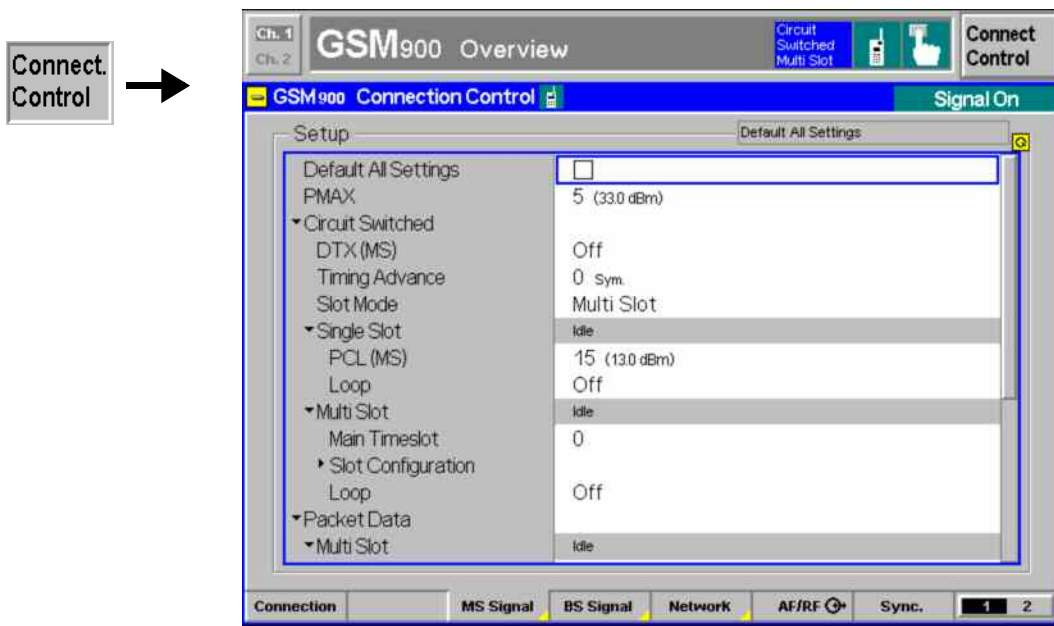 Connect.
Control
Ch. 1
Ch. 2
GSM900 Overview
Circuit
Switched
Multi Slot
Connect
Control
GSM900 Connection Control
Signal On
Setup
Default All Settings
Default All Settings
PMAX 5 (33.0 dBm)
Circuit Switched
DTX (MS) Off
Timing Advance 0 Sym.
Slot Mode Multi Slot
Single Slot Idle
PCL (MS) 15 (13.0 dBm)
Loop Off
Multi Slot Idle
Main Timeslot 0
Slot Configuration
Loop Off
Packet Data
Multi Slot Idle
Connection MS Signal BS Signal Network AF/RF Sync. 1 2